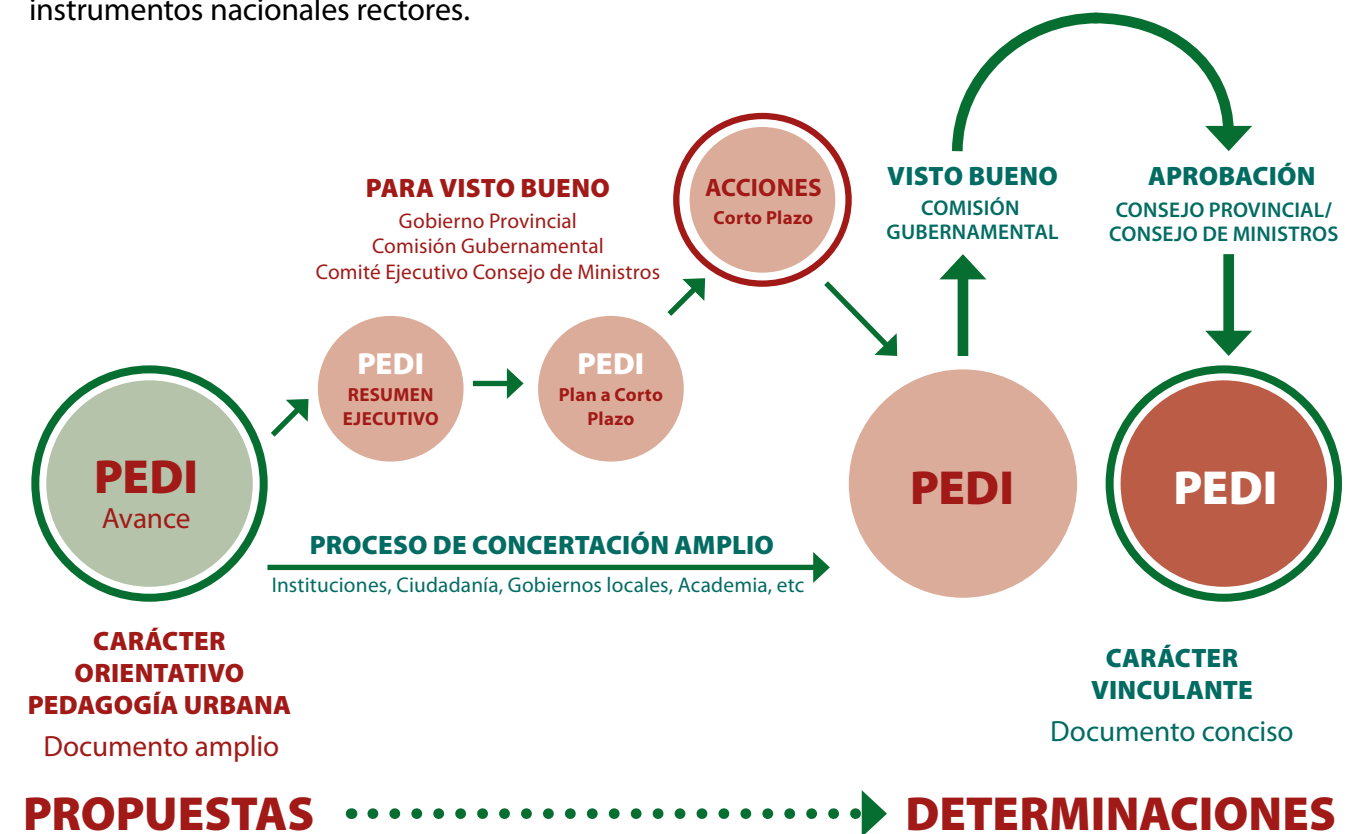 instrumentos nacionales rectores.
PARA VISTO BUENO
Gobierno Provincial
Comisión Gubernamental
Comité Ejecutivo Consejo de Ministros
ACCIONES
Corto Plazo
VISTO BUENO
COMISIÓN
GUBERNAMENTAL
APROBACIÓN
CONSEJO PROVINCIAL/
CONSEJO DE MINISTROS
PEDI
RESUMEN
EJECUTIVO
PEDI
Plan a Corto
Plazo
PEDI
Avance
PROCESO DE CONCERTACIÓN AMPLIO
Instituciones, Ciudadanía, Gobiernos locales, Academia, etc
PEDI
PEDI
CARÁCTER
ORIENTATIVO
PEDAGOGÍA URBANA
Documento amplio
CARÁCTER
VINCULANTE
Documento conciso
PROPUESTAS
DETERMINACIONES